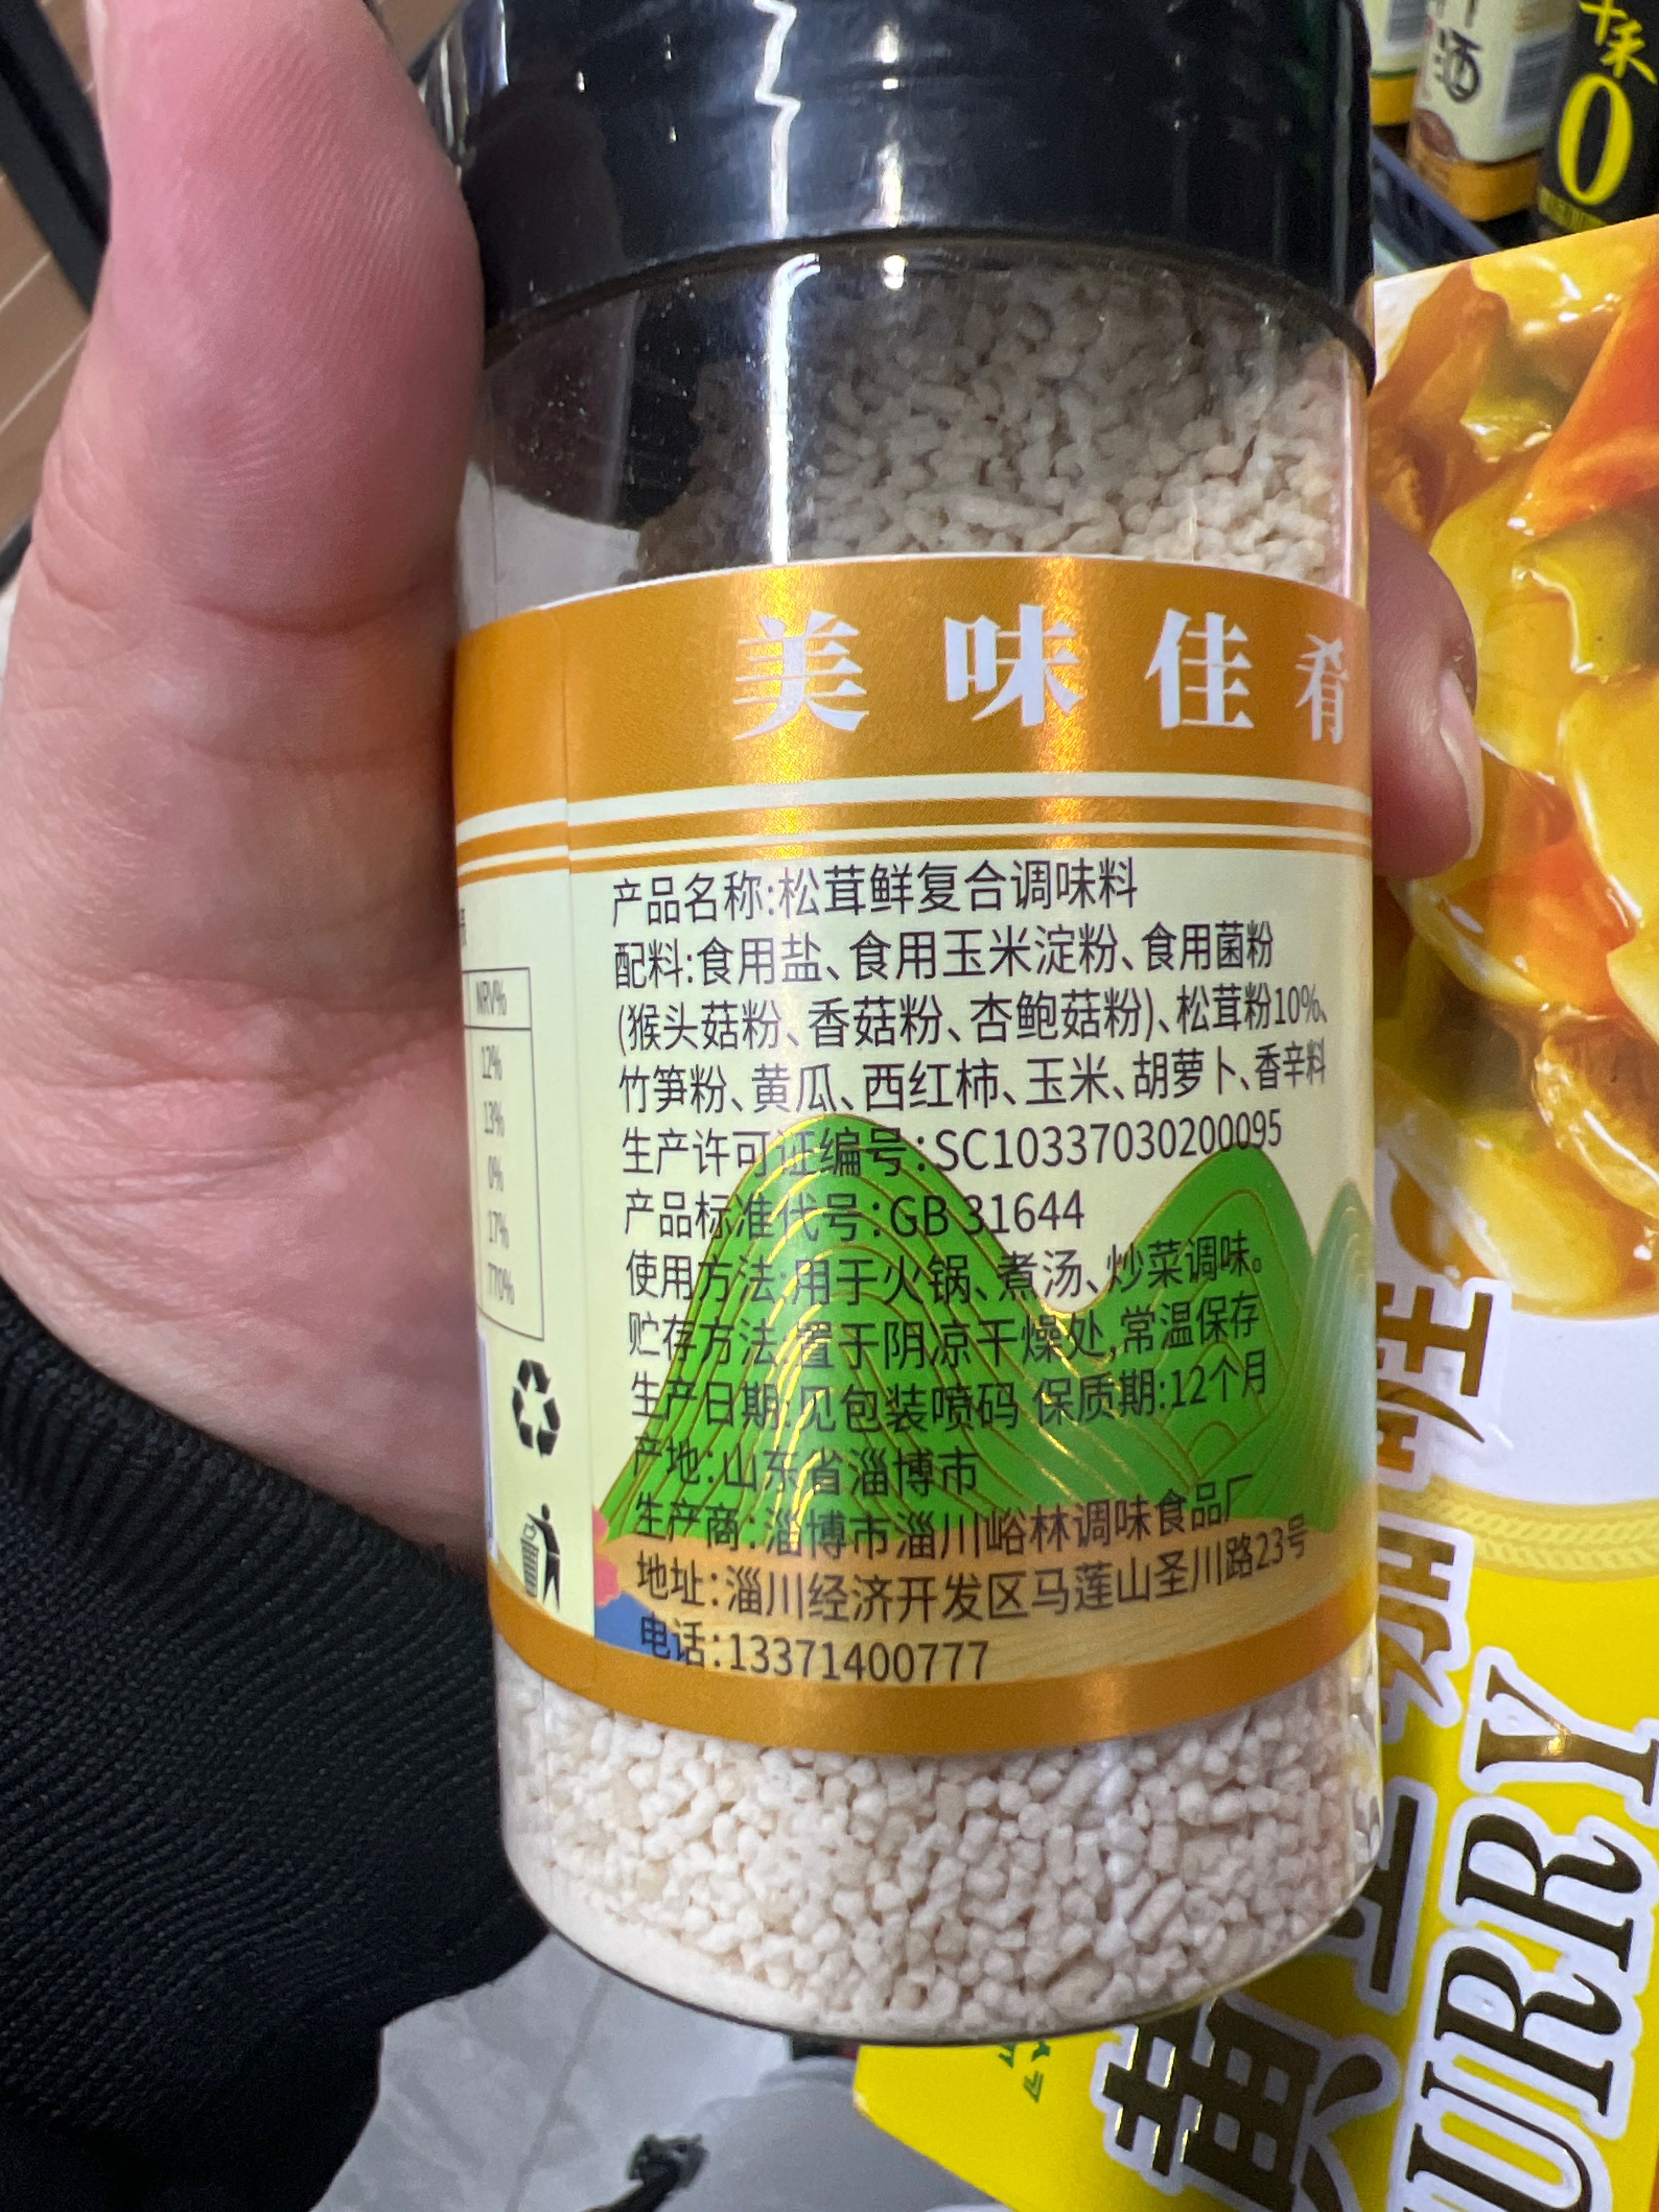 美味佳肴
产品名称:松茸鲜复合调味料
配料:食用盐、食用玉米淀粉、食用菌粉
(猴头菇粉、香菇粉、杏鲍菇粉)、松茸粉10%、
竹笋粉、黄瓜、西红柿、玉米、胡萝卜、香辛料
生产许可证编号:SC10337030200095
产品标准代号:GB 31644
使用方法:用于火锅、煮汤、炒菜调味。
贮存方法:置于阴凉干燥处,常温保存
生产日期:见包装喷码 保质期:12个月
产地:山东省淄博市
生产商:淄博市淄川峪林调味食品厂
地址:淄川经济开发区马莲山圣川路23号
电话:13371400777
NRV%
12%
13%
0%
17%
770%
酒
0
URRY